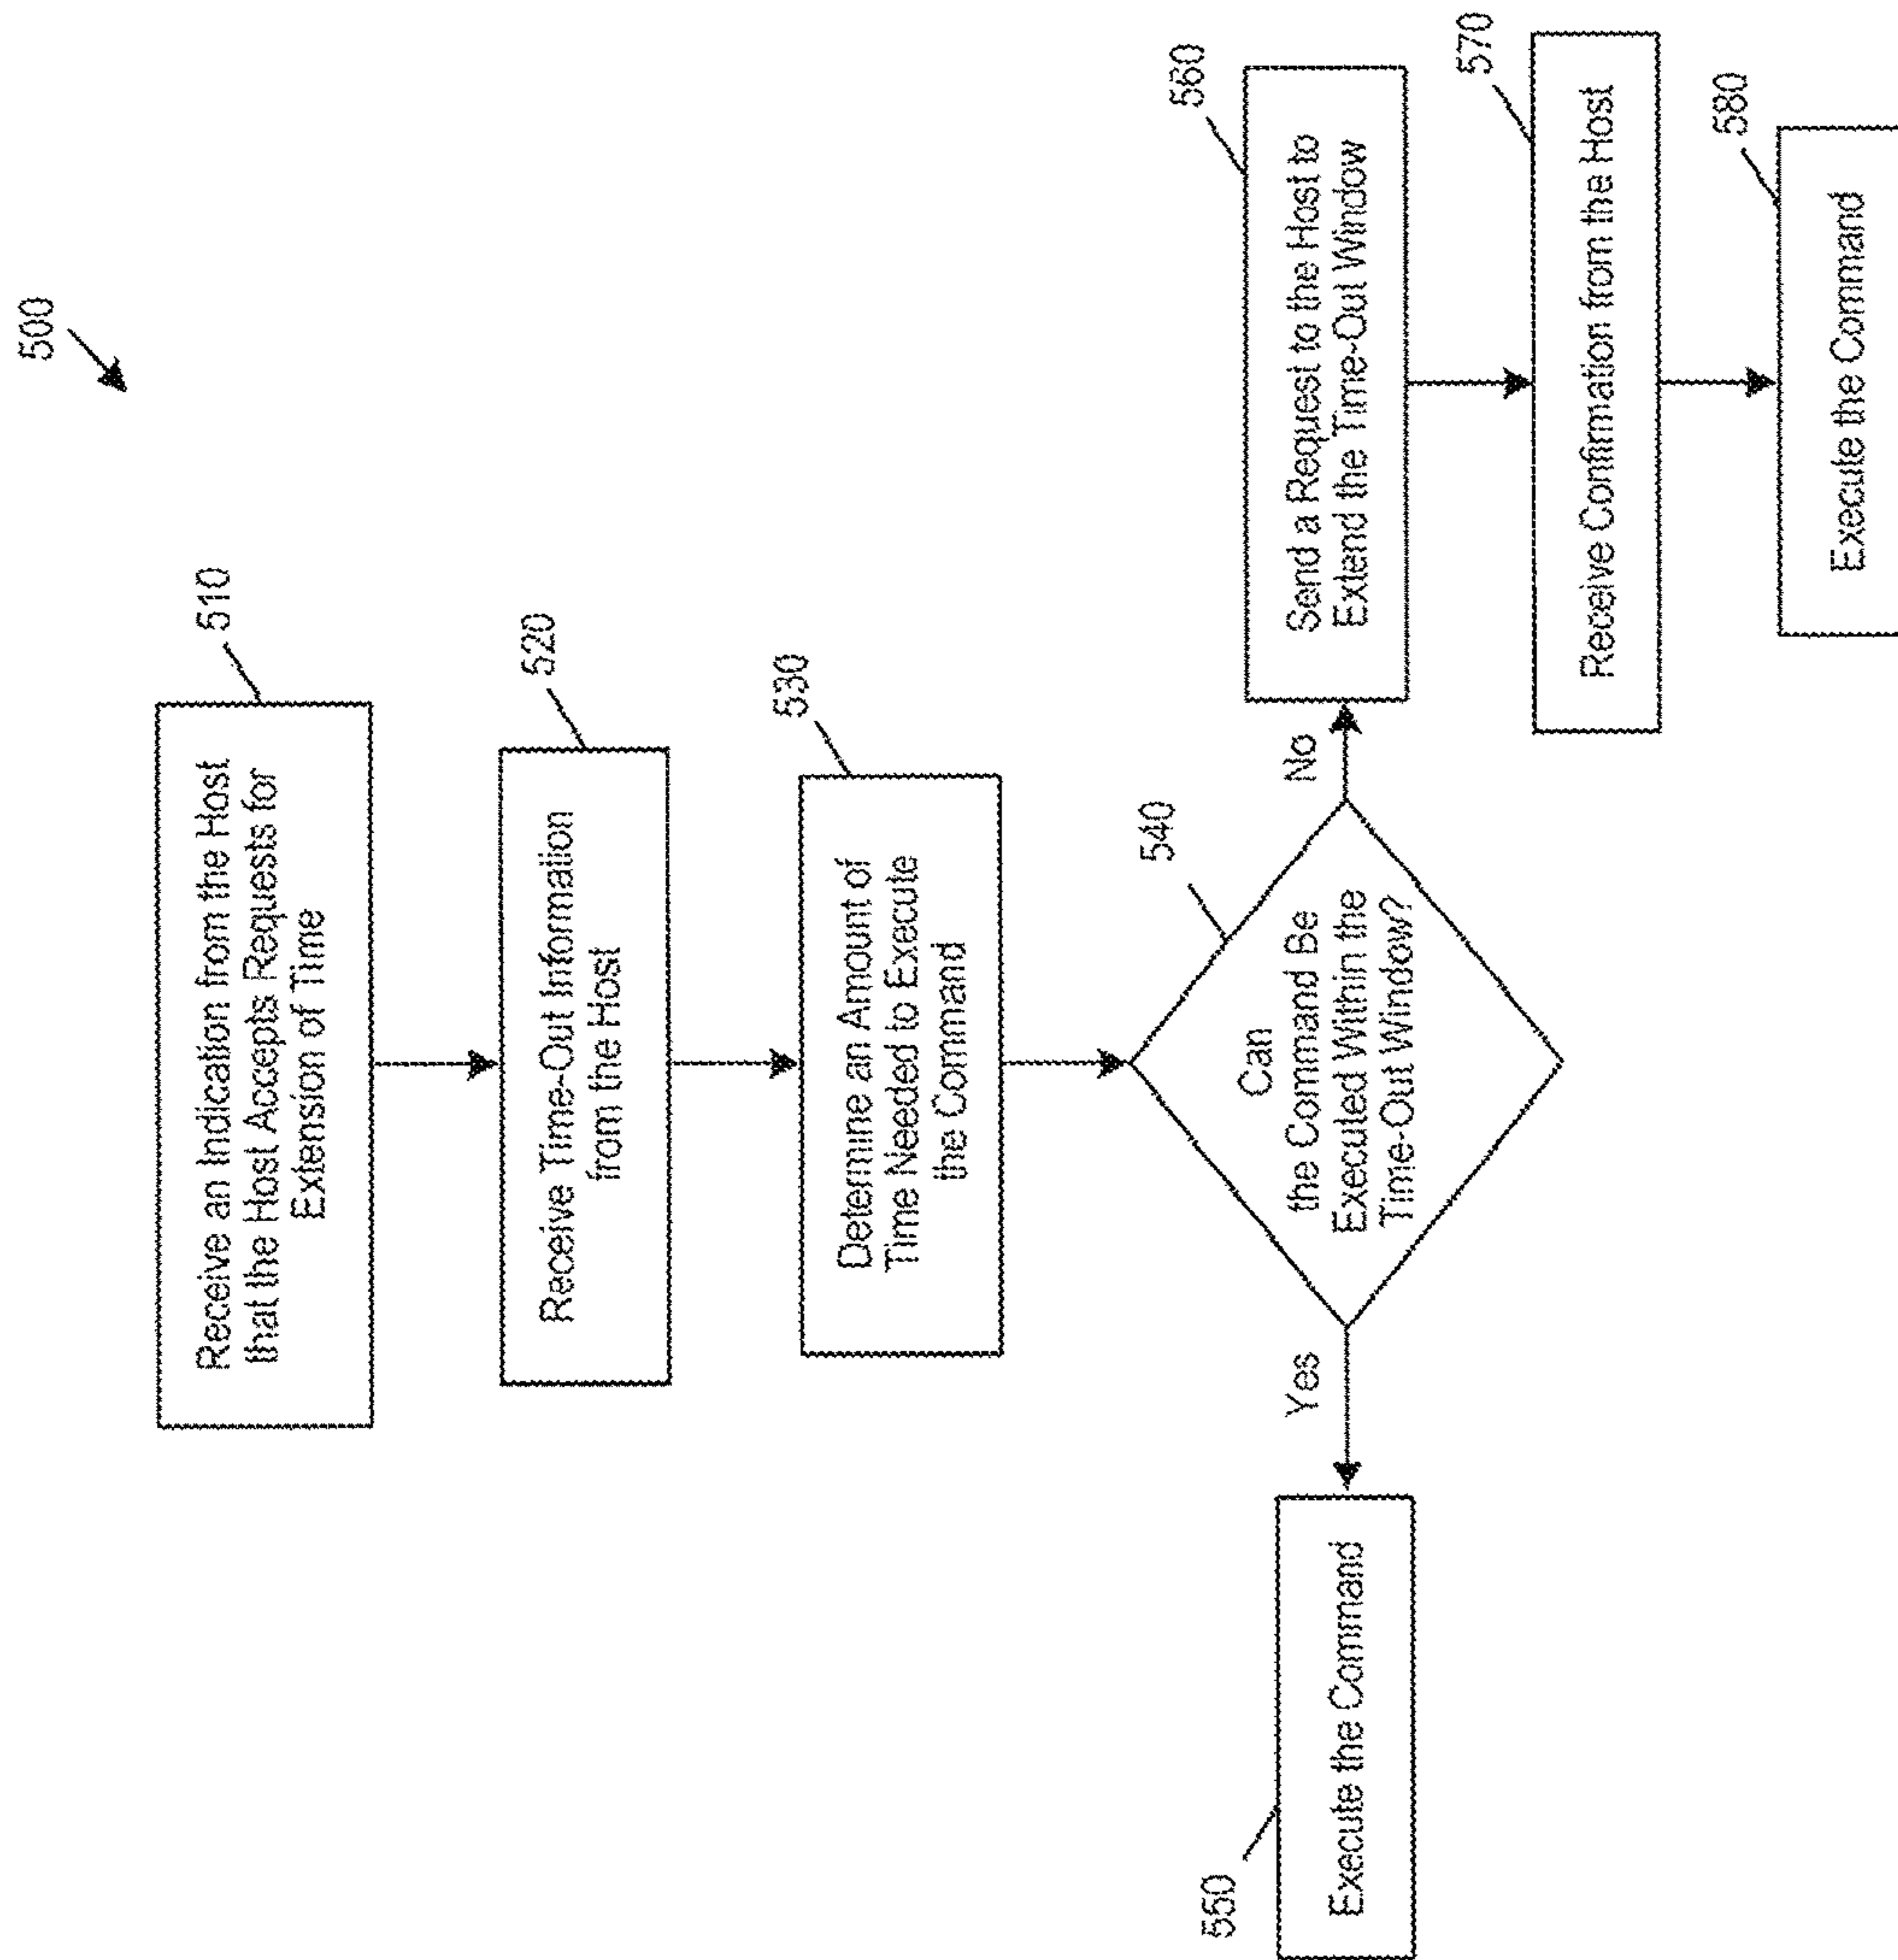 500
510
Receive an Indication from the Host
that the Host Accepts Requests for
Extension of Time
520
Receive Time-Out Information
from the Host
530
Determine an Amount of
Time Needed to Execute
the Command
540
Can
the Command Be
Executed Within the
Time-Out Window?
Yes
No
550
Execute the Command
560
Send a Request to the Host to
Extend the Time-Out Window
570
Receive Confirmation from the Host
580
Execute the Command